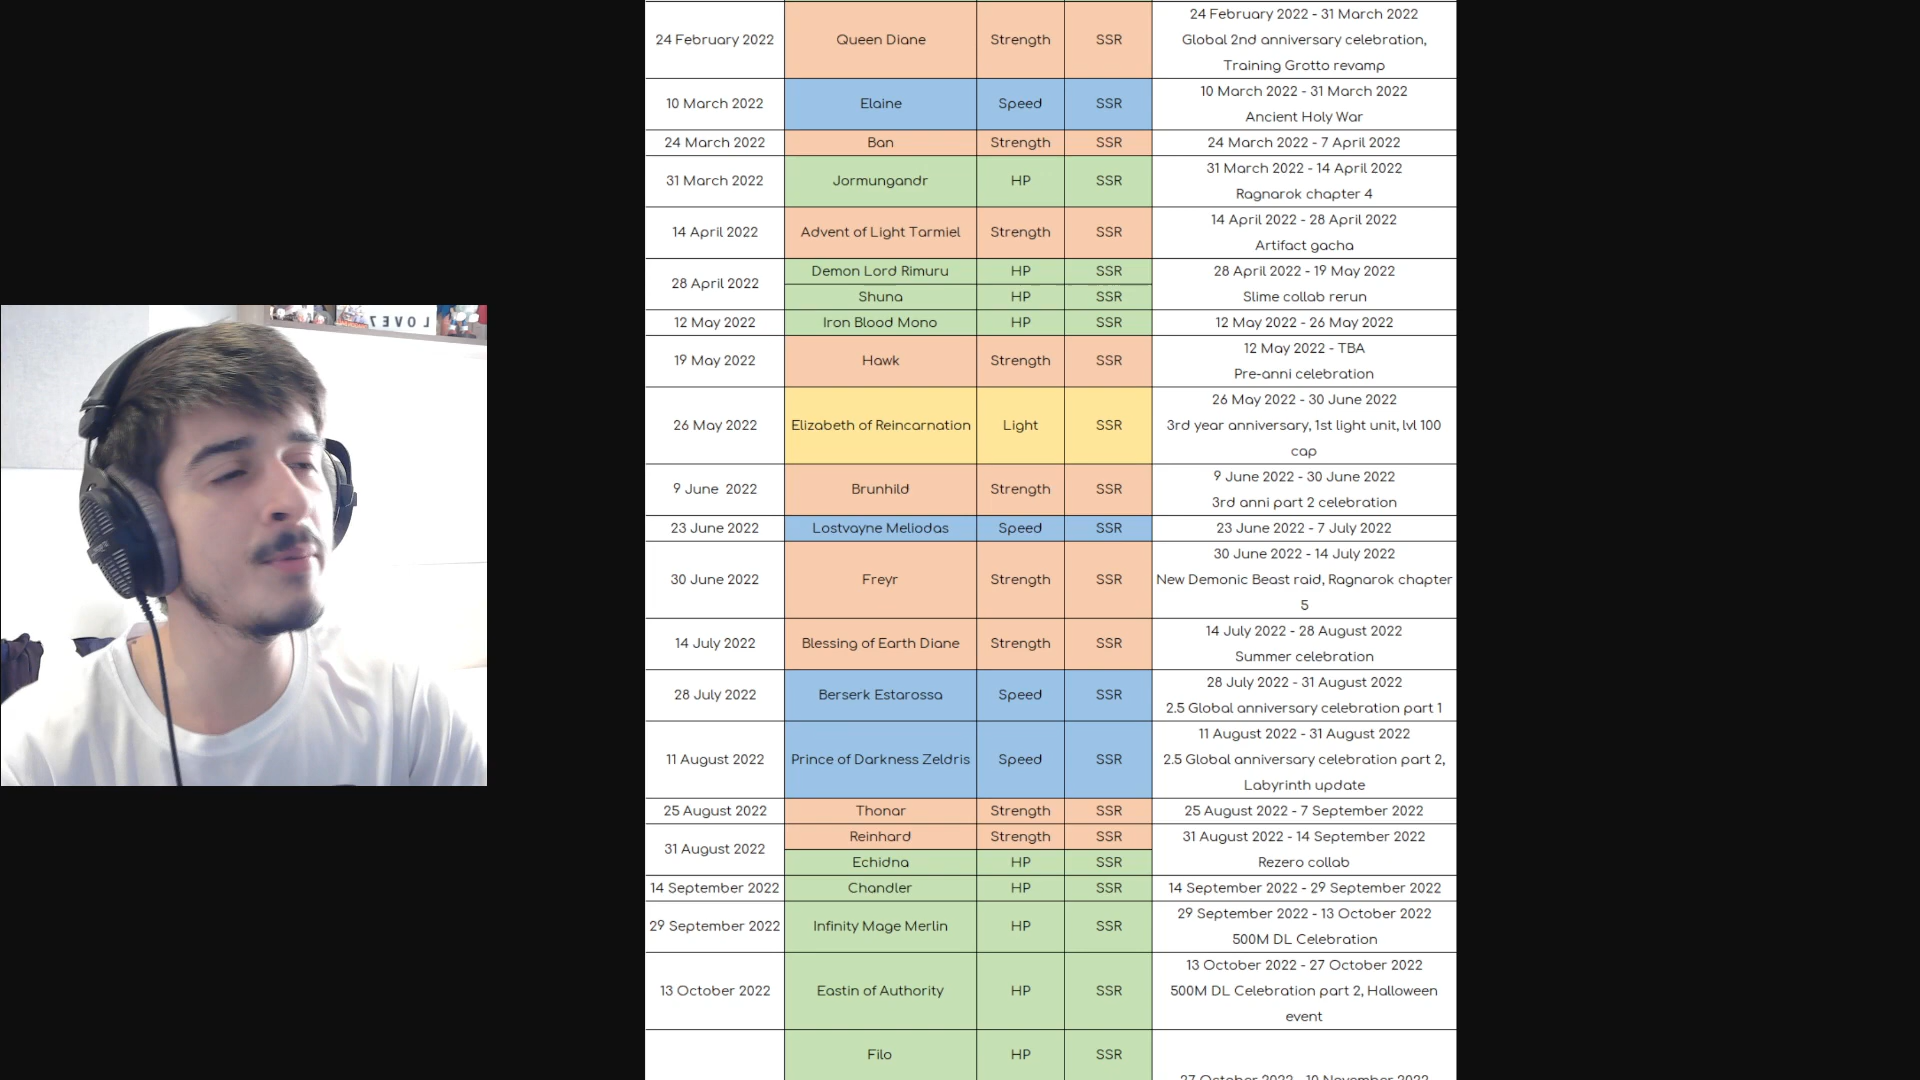 LOVE7
24 February 2022 Queen Diane Strength SSR 24 February 2022 - 31 March 2022
Global 2nd anniversary celebration,
Training Grotto revamp
10 March 2022 Elaine Speed SSR 10 March 2022 - 31 March 2022
Ancient Holy War
24 March 2022 Ban Strength SSR 24 March 2022 - 7 April 2022
31 March 2022 Jormungandr HP SSR 31 March 2022 - 14 April 2022
Ragnarok chapter 4
14 April 2022 Advent of Light Tarmiel Strength SSR 14 April 2022 - 28 April 2022
Artifact gacha
28 April 2022 Demon Lord Rimuru HP SSR 28 April 2022 - 19 May 2022
Shuna HP SSR Slime collab rerun
12 May 2022 Iron Blood Mono HP SSR 12 May 2022 - 26 May 2022
19 May 2022 Hawk Strength SSR 12 May 2022 - TBA
Pre-anni celebration
26 May 2022 Elizabeth of Reincarnation Light SSR 26 May 2022 - 30 June 2022
3rd year anniversary, 1st light unit, lvl 100
cap
9 June 2022 Brunhild Strength SSR 9 June 2022 - 30 June 2022
3rd anni part 2 celebration
23 June 2022 Lostvayne Meliodas Speed SSR 23 June 2022 - 7 July 2022
30 June 2022 Freyr Strength SSR 30 June 2022 - 14 July 2022
New Demonic Beast raid, Ragnarok chapter
5
14 July 2022 Blessing of Earth Diane Strength SSR 14 July 2022 - 28 August 2022
Summer celebration
28 July 2022 Berserk Estarossa Speed SSR 28 July 2022 - 31 August 2022
2.5 Global anniversary celebration part 1
11 August 2022 Prince of Darkness Zeldris Speed SSR 11 August 2022 - 31 August 2022
2.5 Global anniversary celebration part 2,
Labyrinth update
25 August 2022 Thonar Strength SSR 25 August 2022 - 7 September 2022
31 August 2022 Reinhard Strength SSR 31 August 2022 - 14 September 2022
Echidna HP SSR Rezero collab
14 September 2022 Chandler HP SSR 14 September 2022 - 29 September 2022
29 September 2022 Infinity Mage Merlin HP SSR 29 September 2022 - 13 October 2022
500M DL Celebration
13 October 2022 Eastin of Authority HP SSR 13 October 2022 - 27 October 2022
500M DL Celebration part 2, Halloween
event
Filo HP SSR
27 October 2022 - 10 November 2022